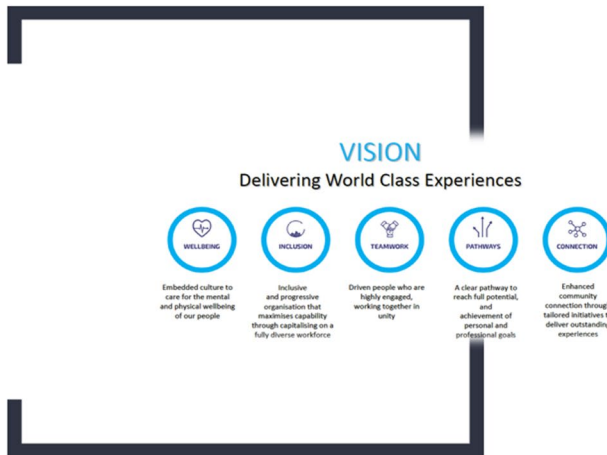 VISION
Delivering World Class Experiences
WELLBEING
Embedded culture to
care for the mental
and physical wellbeing
of our people
INCLUSION
Inclusive
and progressive
organisation that
maximises capability
through capitalising on a
fully diverse workforce
TEAMWORK
Driven people who are
highly engaged,
working together in
unity
PATHWAYS
A clear pathway to
reach full potential,
and
achievement of
personal and
professional goals
CONNECTION
Enhanced
community
connection through
tailored initiatives
deliver outstanding
experiences